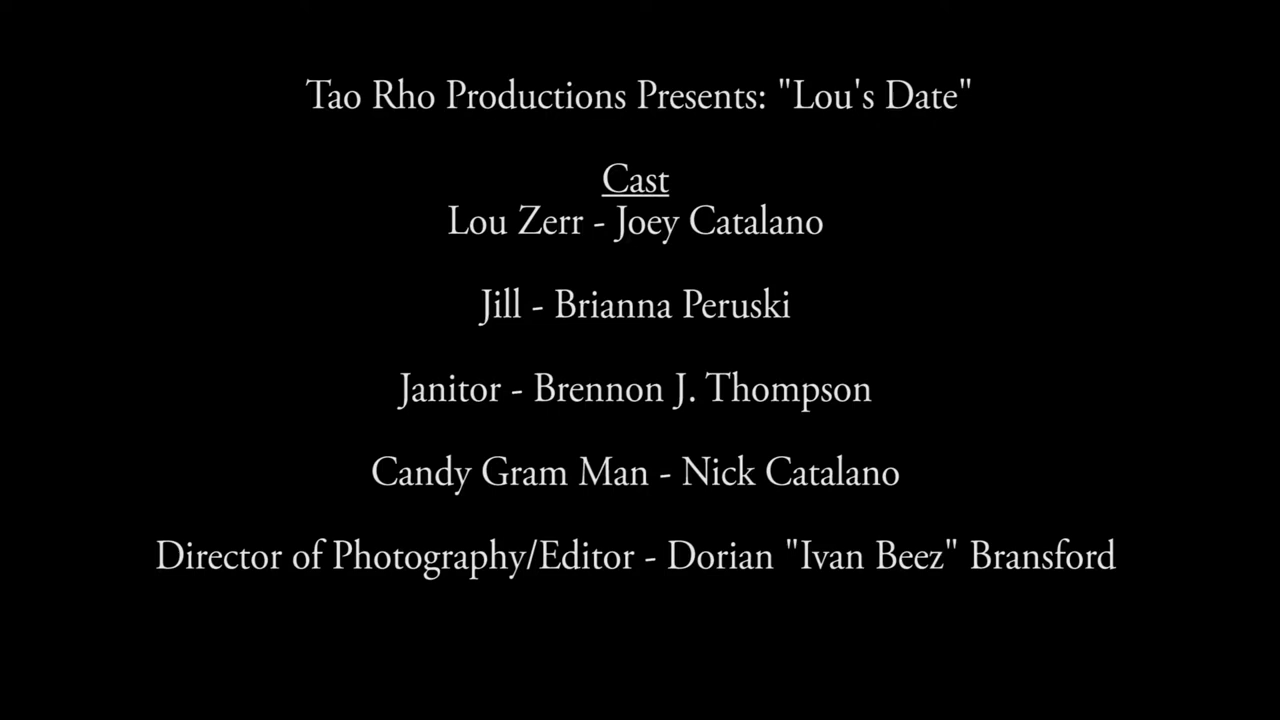 Tao Rho Productions Presents: "Lou's Date"
Cast
Lou Zerr - Joey Catalano
Jill - Brianna Peruski
Janitor - Brennon J. Thompson
Candy Gram Man - Nick Catalano
Director of Photography/Editor - Dorian "Ivan Beez" Bransford